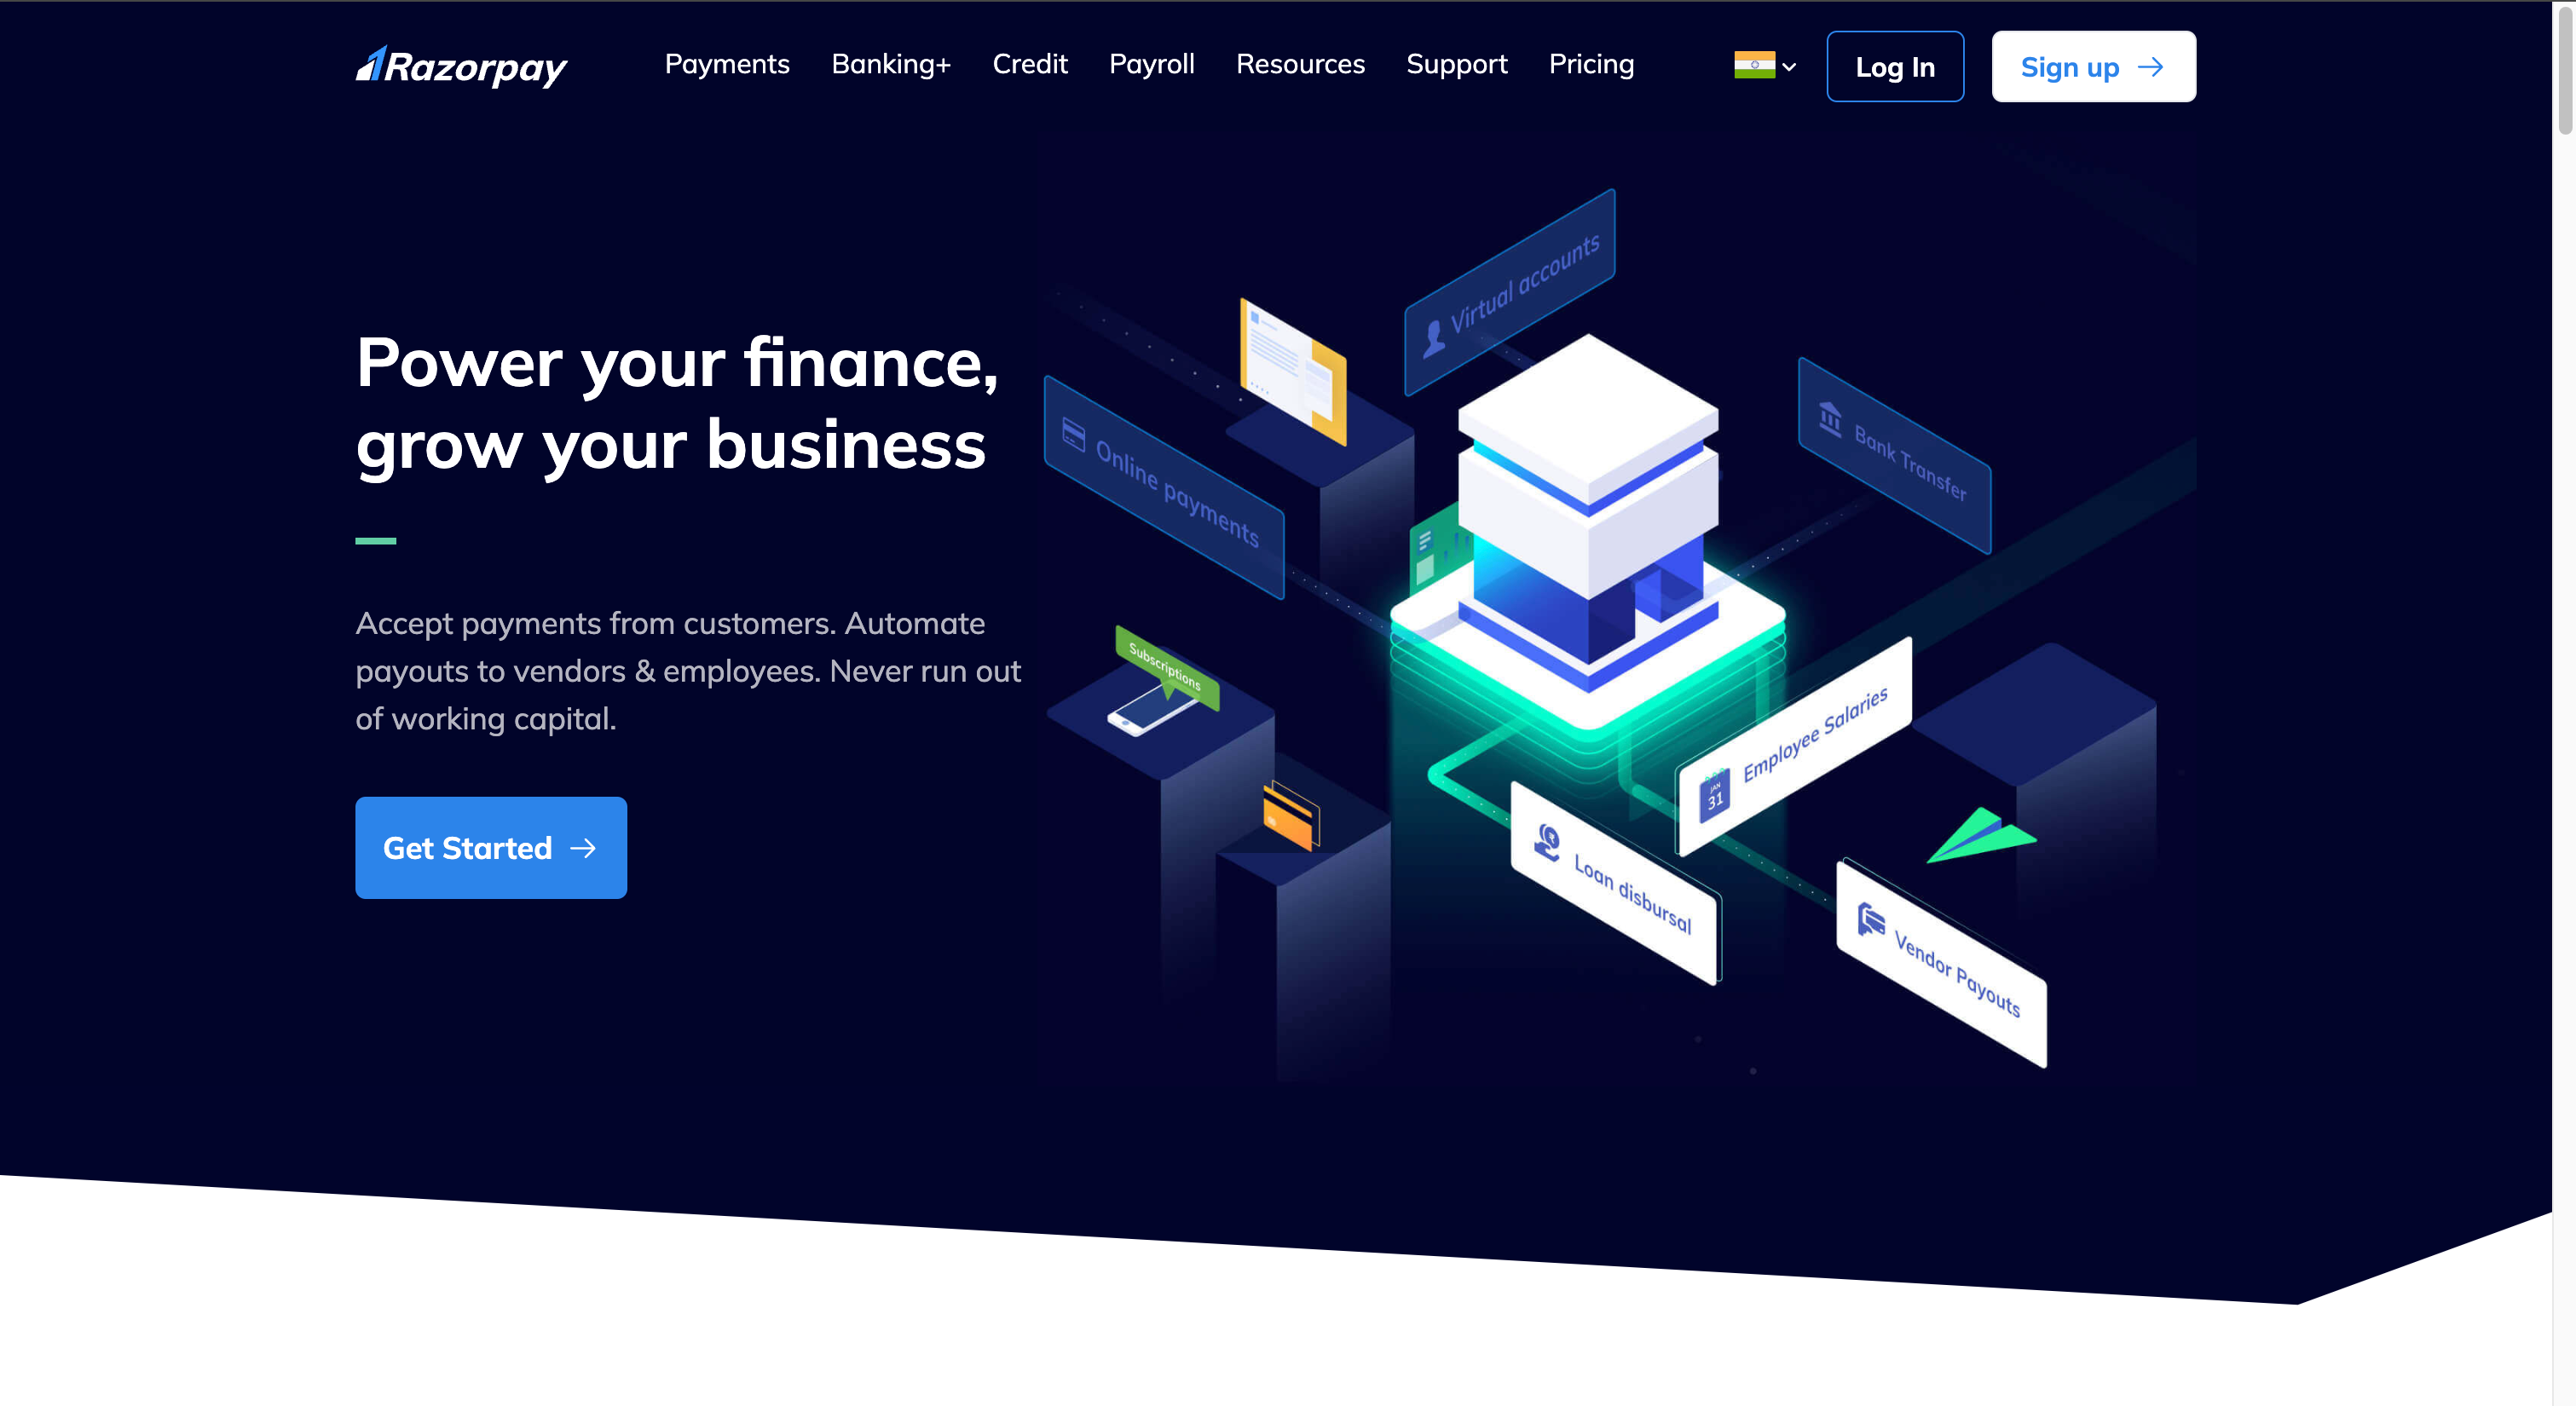 Razorpay
Payments
Banking+
Credit
Payroll
Resources
Support
Pricing
Log In
Sign up
Power your finance,
grow your business
Accept payments from customers. Automate
payouts to vendors & employees. Never run out
of working capital.
Get Started
Virtual accounts
Online payments
Bank Transfer
Subscriptions
JAN
31
Employee Salaries
Loan disbursal
Vendor Payouts